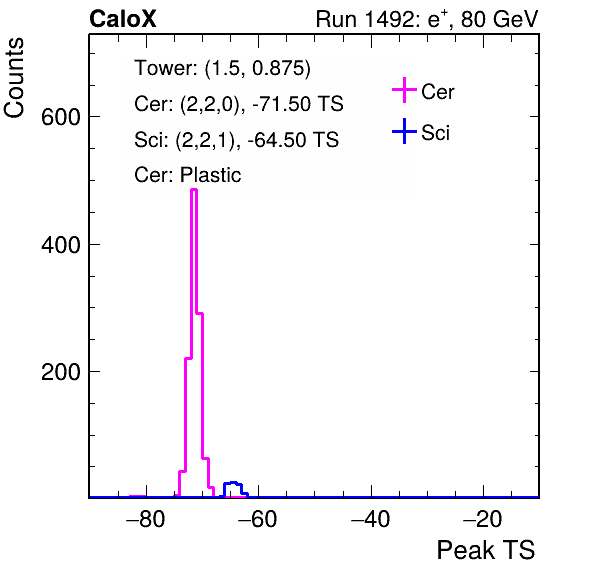 CaloX Run 1492: e⁺, 80 GeV
Counts
Tower: (1.5, 0.875)
Cer: (2,2,0), -71.50 TS
Sci: (2,2,1), -64.50 TS
Cer: Plastic
Cer
Sci
600
400
200
−80 −60 −40 −20
Peak TS